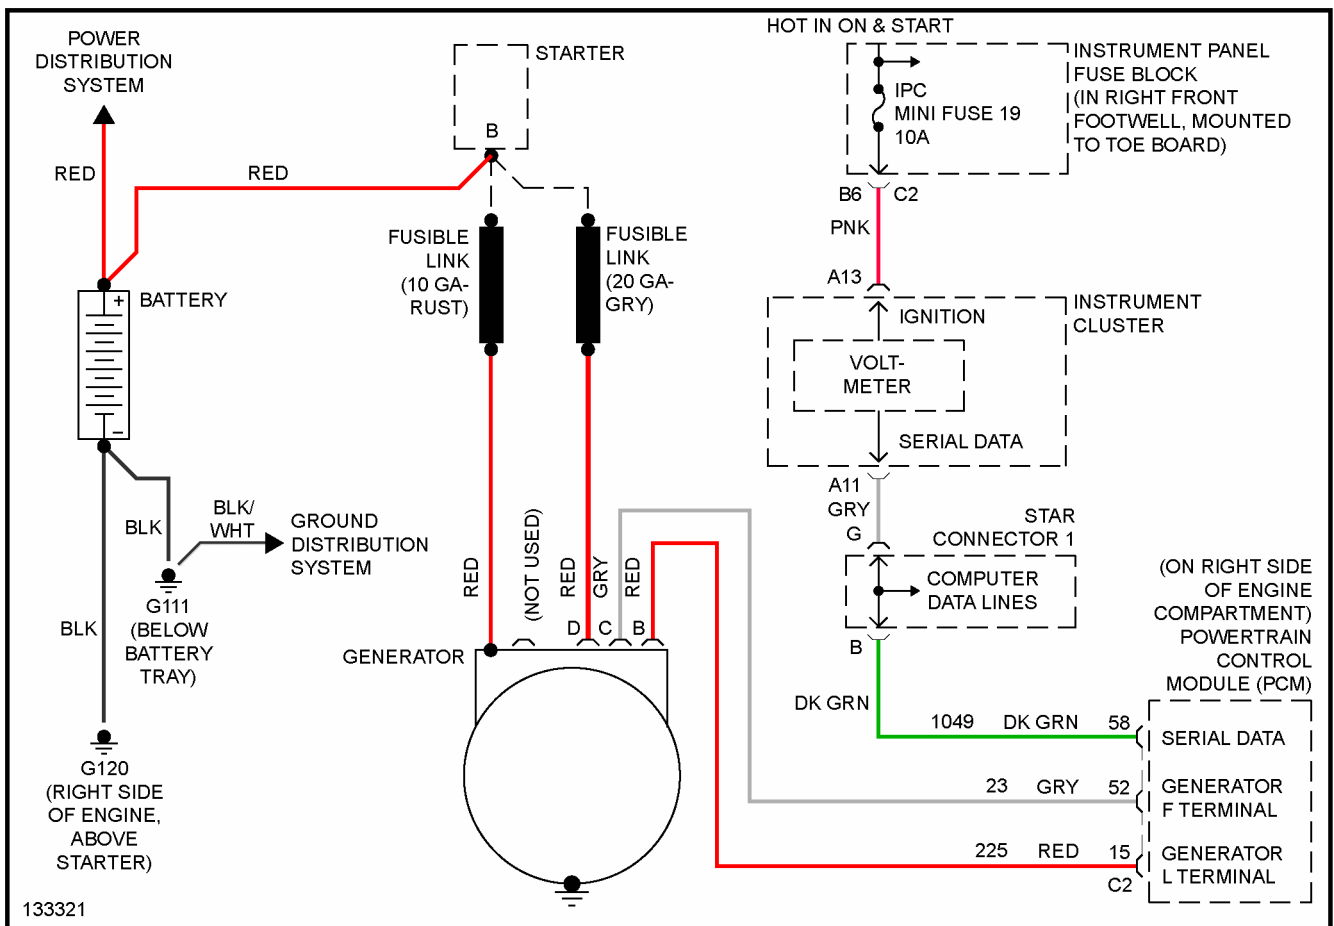 HOT IN ON & START
POWER
DISTRIBUTION
SYSTEM
STARTER
B
RED
RED
INSTRUMENT PANEL
FUSE BLOCK
(IN RIGHT FRONT
FOOTWELL, MOUNTED
TO TOE BOARD)
IPC
MINI FUSE 19
10A
B6
C2
PNK
A13
FUSIBLE
LINK
(10 GA-
RUST)
FUSIBLE
LINK
(20 GA-
GRY)
+
BATTERY
–
INSTRUMENT
CLUSTER
IGNITION
VOLT-
METER
SERIAL DATA
A11
GRY
G
STAR
CONNECTOR 1
COMPUTER
DATA LINES
B
DK GRN
BLK
BLK/
WHT
GROUND
DISTRIBUTION
SYSTEM
G111
(BELOW
BATTERY
TRAY)
BLK
G120
(RIGHT SIDE
OF ENGINE,
ABOVE
STARTER)
RED
(NOT USED)
RED
GRY
RED
D
C
B
GENERATOR
(ON RIGHT SIDE
OF ENGINE
COMPARTMENT)
POWERTRAIN
CONTROL
MODULE (PCM)
1049 DK GRN 58
SERIAL DATA
23 GRY 52
GENERATOR
F TERMINAL
225 RED 15
C2
GENERATOR
L TERMINAL
133321